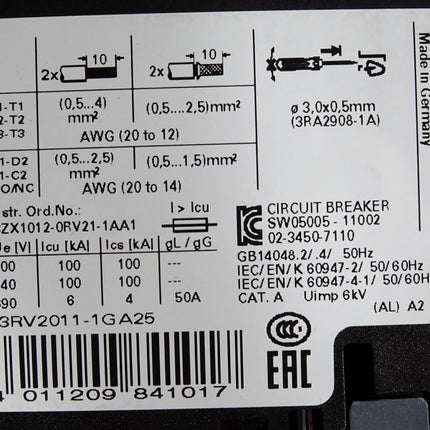 10
10
2x
2x
1-T1
2-T2
3-T3
(0,5...4) mm²
(0,5...2,5)mm²
AWG (20 to 12)
ø 3,0x0,5mm
(3RA2908-1A)
Made in Germany
1-D2
1-C2
O/NC
(0,5...2,5) mm²
(0,5...1,5)mm²
AWG (20 to 14)
str. Ord.No.:
ZX1012-0RV21-1AA1
I > Icu
e [V] Icu [kA] Ics [kA] gL / gG
00 100 100 ---
40 100 100 ---
90 6 4 50A
3RV2011-1GA25
CIRCUIT BREAKER
SW05005 - 11002
02-3450-7110
GB14048.2/ .4/ 50Hz
IEC/EN/K 60947-2/ 50/60Hz
IEC/EN/K 60947-4-1/ 50/60H
CAT. A Uimp 6kV
(AL) A2
CCC
EAC
011209 841017